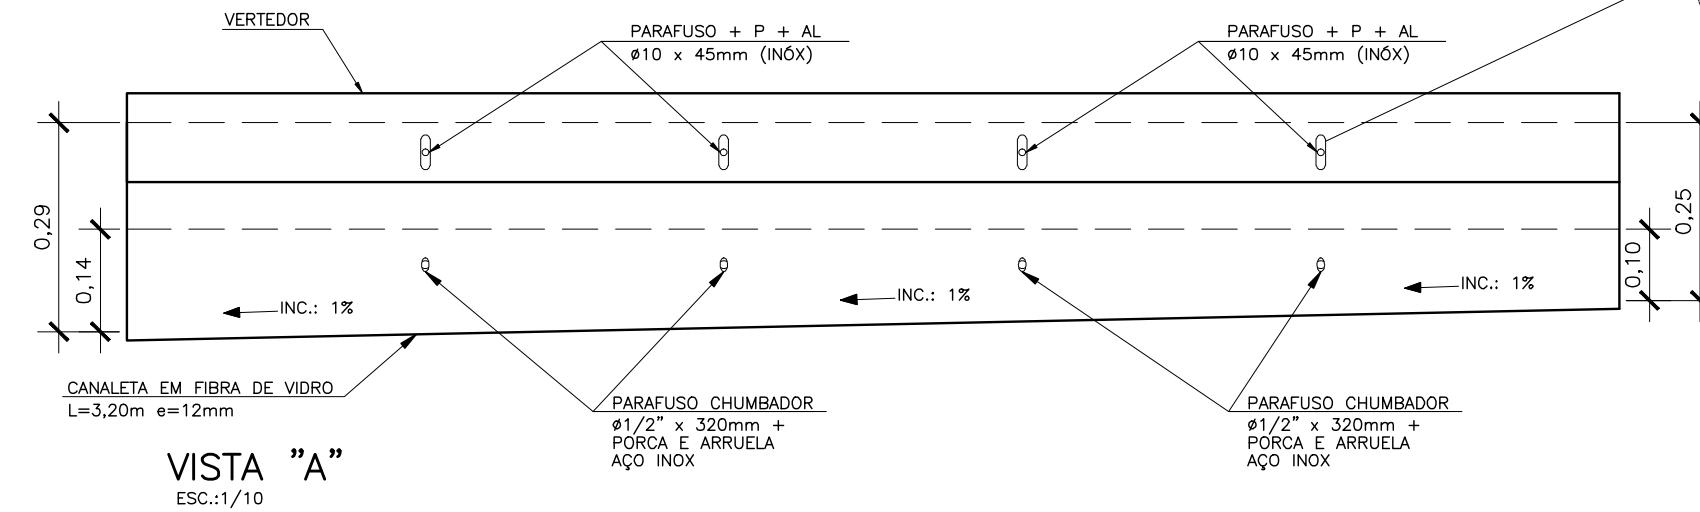 VERTEDOR
PARAFUSO + P + AL
ø10 x 45mm (INÓX)
PARAFUSO + P + AL
ø10 x 45mm (INÓX)
0,29
0,14
0,25
0,10
INC.: 1%
INC.: 1%
INC.: 1%
CANALETA EM FIBRA DE VIDRO
L=3,20m e=12mm
PARAFUSO CHUMBADOR
ø1/2" x 320mm +
PORCA E ARRUELA
AÇO INOX
PARAFUSO CHUMBADOR
ø1/2" x 320mm +
PORCA E ARRUELA
AÇO INOX
VISTA "A"
ESC.:1/10